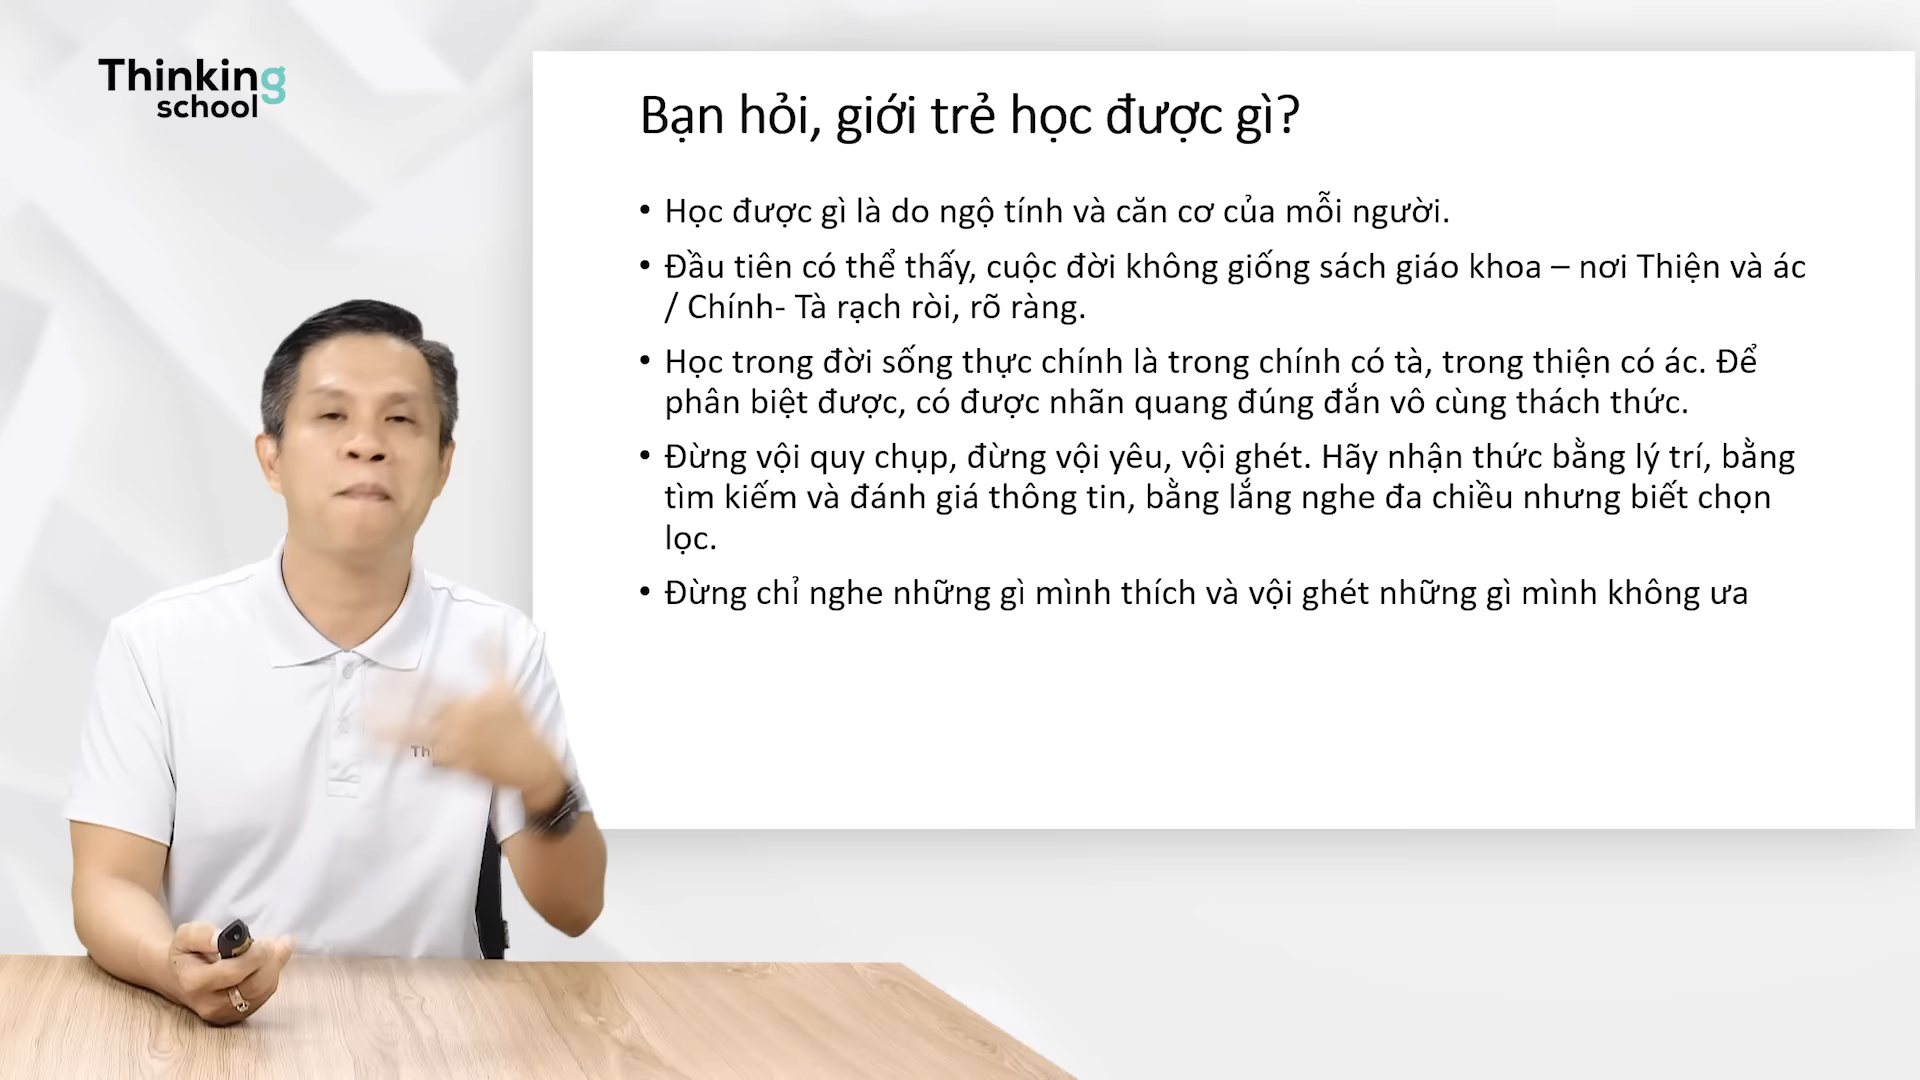 Thinking
school
Bạn hỏi, giới trẻ học được gì?
• Học được gì là do ngộ tính và căn cơ của mỗi người.
• Đầu tiên có thể thấy, cuộc đời không giống sách giáo khoa – nơi Thiện và ác
/ Chính- Tà rạch ròi, rõ ràng.
• Học trong đời sống thực chính là trong chính có tà, trong thiện có ác. Để
phân biệt được, có được nhãn quang đúng đắn vô cùng thách thức.
• Đừng vội quy chụp, đừng vội yêu, vội ghét. Hãy nhận thức bằng lý trí, bằng
tìm kiếm và đánh giá thông tin, bằng lắng nghe đa chiều nhưng biết chọn
lọc.
• Đừng chỉ nghe những gì mình thích và vội ghét những gì mình không ưa